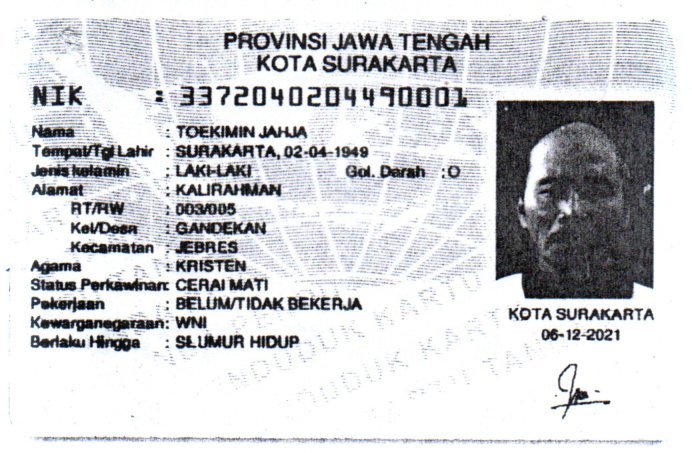 PROVINSI JAWA TENGAH
KOTA SURAKARTA
NIK : 3372040204490001
Nama : TOEKIMIN JAHJA
Tempat/Tgl Lahir : SURAKARTA, 02-04-1949
Jenis kelamin : LAKI-LAKI Gol. Darah : O
Alamat : KALIRAHMAN
RT/RW : 003/005
Kel/Desa : GANDEKAN
Kecamatan : JEBRES
Agama : KRISTEN
Status Perkawinan: CERAI MATI
Pekerjaan : BELUM/TIDAK BEKERJA
Kewarganegaraan: WNI
Berlaku Hingga : SEUMUR HIDUP
KOTA SURAKARTA
06-12-2021